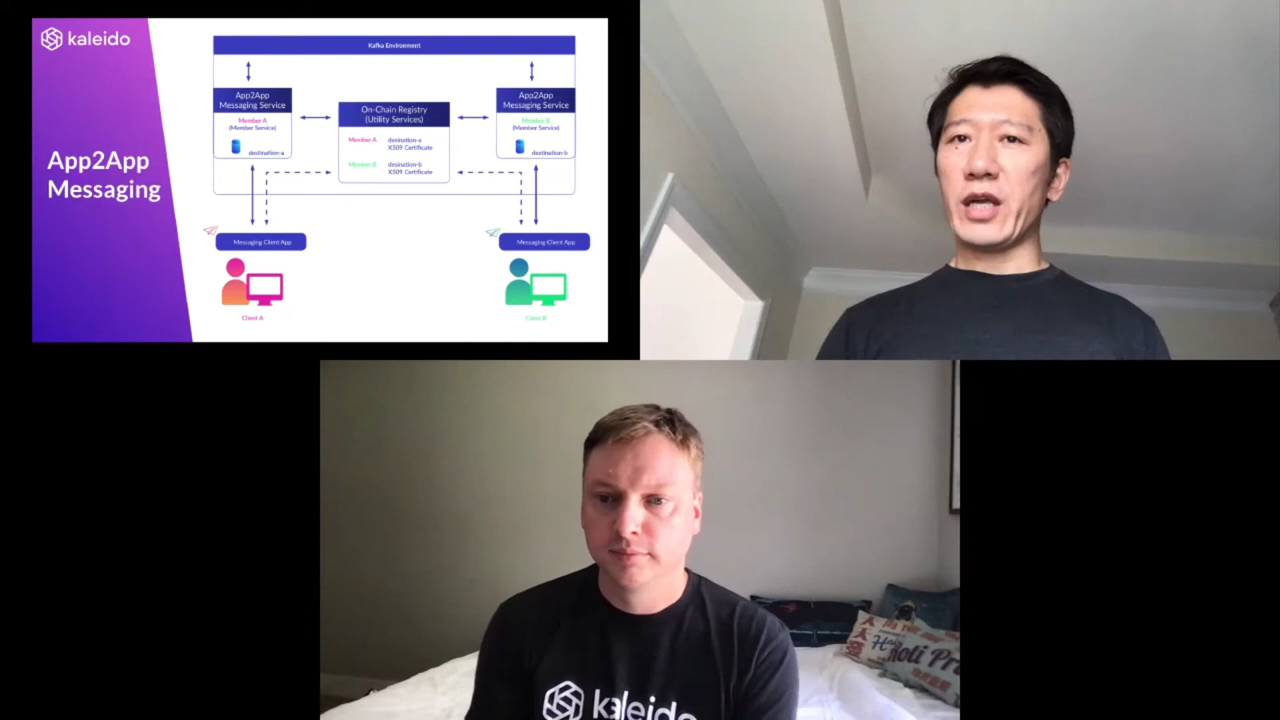 kaleido
App2App
Messaging
Kafka Environment
App2App
Messaging Service
Member A
(Member Service)
destination-a
On-Chain Registry
(Utility Services)
Member A
desination-a
X509 Certificate
Member B
desination-b
X509 Certificate
App2App
Messaging Service
Member B
(Member Service)
destination-b
Messaging Client App
Client A
Messaging Client App
Client B
kaleido